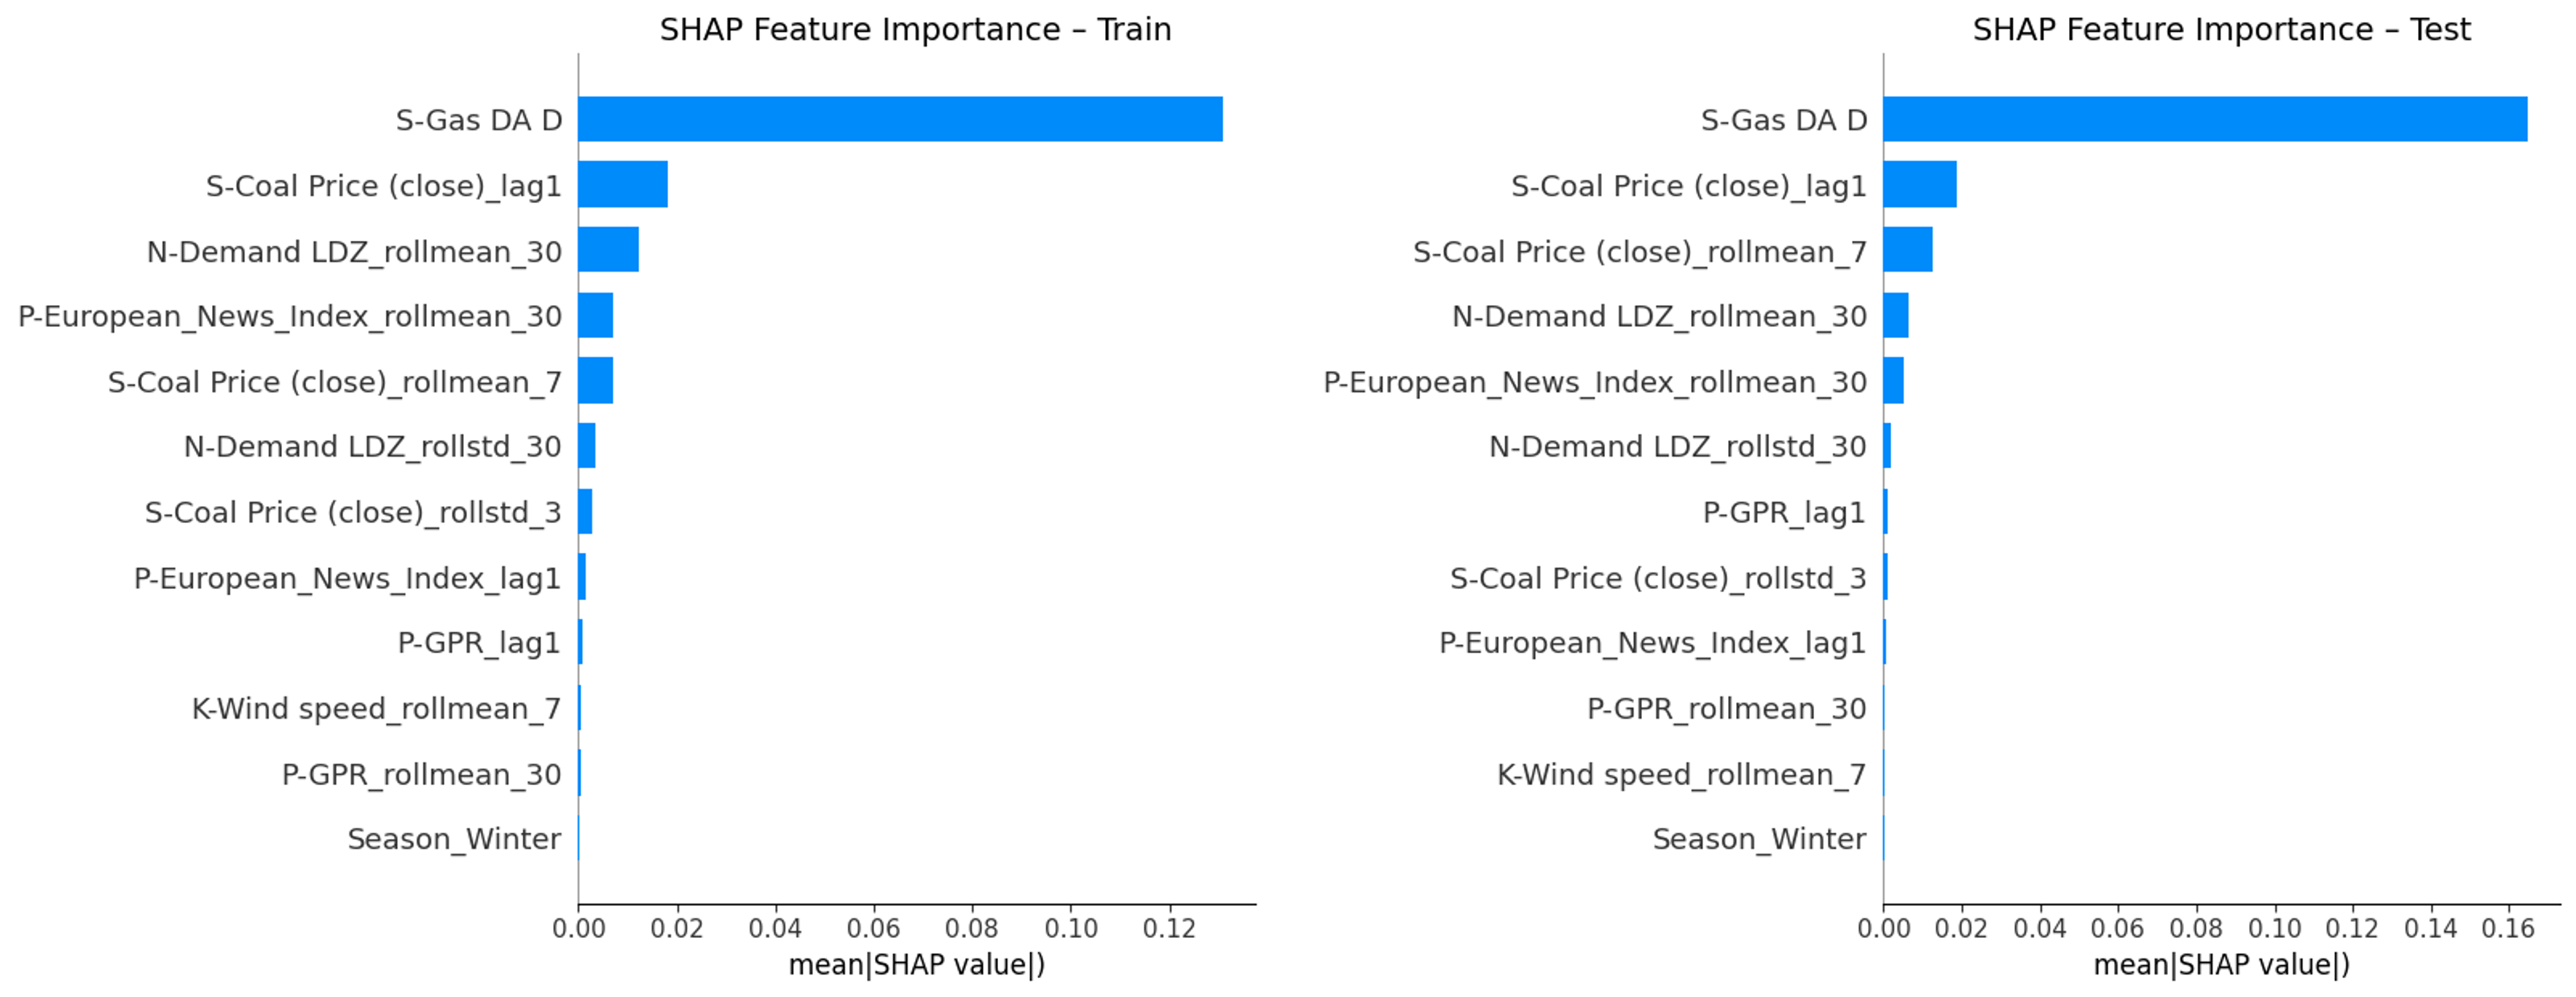 SHAP Feature Importance – Train
S-Gas DA D
S-Coal Price (close)_lag1
N-Demand LDZ_rollmean_30
P-European_News_Index_rollmean_30
S-Coal Price (close)_rollmean_7
N-Demand LDZ_rollstd_30
S-Coal Price (close)_rollstd_3
P-European_News_Index_lag1
P-GPR_lag1
K-Wind speed_rollmean_7
P-GPR_rollmean_30
Season_Winter
0.00 0.02 0.04 0.06 0.08 0.10 0.12
mean|SHAP value|)
SHAP Feature Importance – Test
S-Gas DA D
S-Coal Price (close)_lag1
S-Coal Price (close)_rollmean_7
N-Demand LDZ_rollmean_30
P-European_News_Index_rollmean_30
N-Demand LDZ_rollstd_30
P-GPR_lag1
S-Coal Price (close)_rollstd_3
P-European_News_Index_lag1
P-GPR_rollmean_30
K-Wind speed_rollmean_7
Season_Winter
0.00 0.02 0.04 0.06 0.08 0.10 0.12 0.14 0.16
mean|SHAP value|)